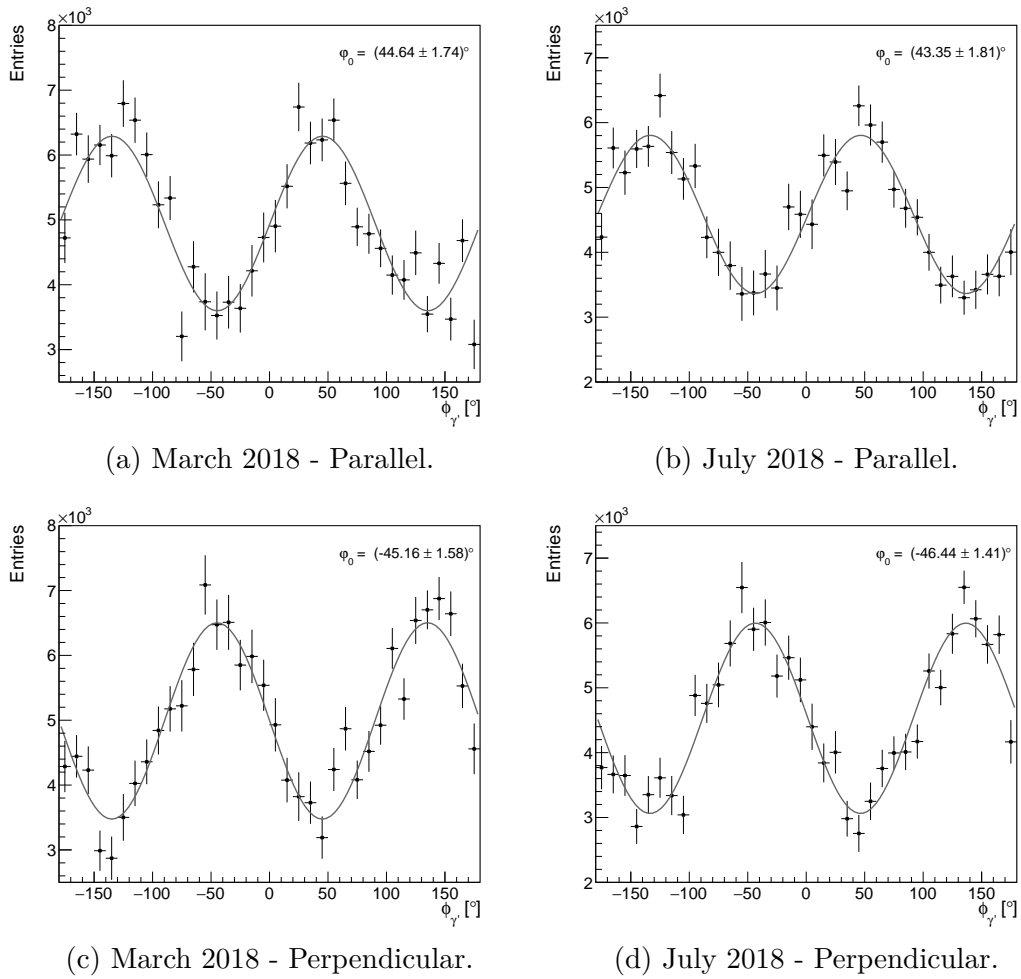 ×10³
Entries
φ₀ = (44.64 ± 1.74)°
8
7
6
5
4
3
−150 −100 −50 0 50 100 150
ϕγ' [°]
(a) March 2018 - Parallel.
×10³
Entries
φ₀ = (43.35 ± 1.81)°
7
6
5
4
3
2
−150 −100 −50 0 50 100 150
ϕγ' [°]
(b) July 2018 - Parallel.
×10³
Entries
φ₀ = (-45.16 ± 1.58)°
8
7
6
5
4
3
−150 −100 −50 0 50 100 150
ϕγ' [°]
(c) March 2018 - Perpendicular.
×10³
Entries
φ₀ = (-46.44 ± 1.41)°
7
6
5
4
3
2
−150 −100 −50 0 50 100 150
ϕγ' [°]
(d) July 2018 - Perpendicular.